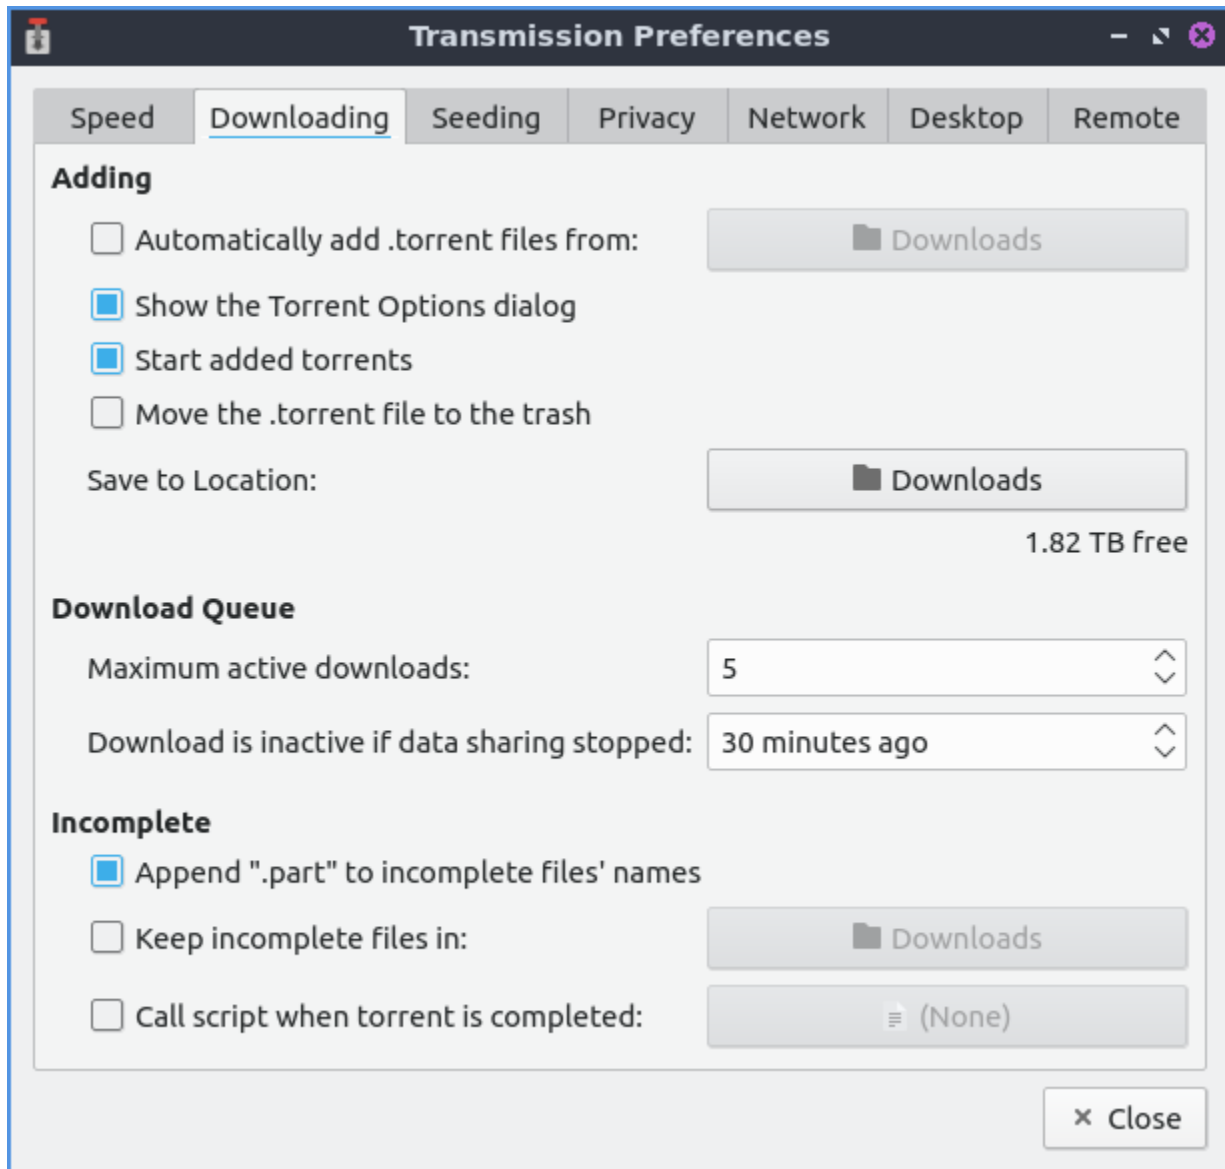 Transmission Preferences
Speed Downloading Seeding Privacy Network Desktop Remote
Adding
Automatically add .torrent files from: Downloads
Show the Torrent Options dialog
Start added torrents
Move the .torrent file to the trash
Save to Location: Downloads
1.82 TB free
Download Queue
Maximum active downloads: 5
Download is inactive if data sharing stopped: 30 minutes ago
Incomplete
Append ".part" to incomplete files' names
Keep incomplete files in: Downloads
Call script when torrent is completed: (None)
Close